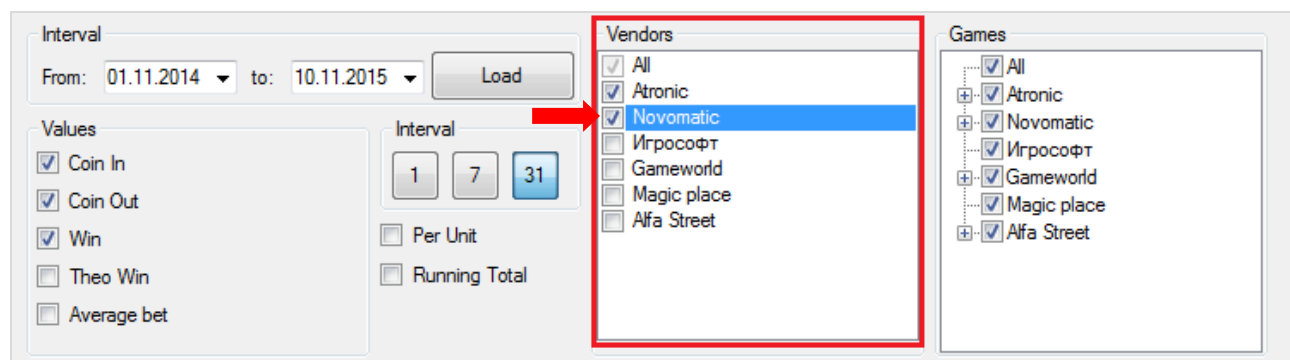 Interval
From: 01.11.2014 to: 10.11.2015 Load
Values
Coin In
Coin Out
Win
Theo Win
Average bet
Interval
1 7 31
Per Unit
Running Total
Vendors
All
Atronic
Novomatic
Игрософт
Gameworld
Magic place
Alfa Street
Games
All
Atronic
Novomatic
Игрософт
Gameworld
Magic place
Alfa Street